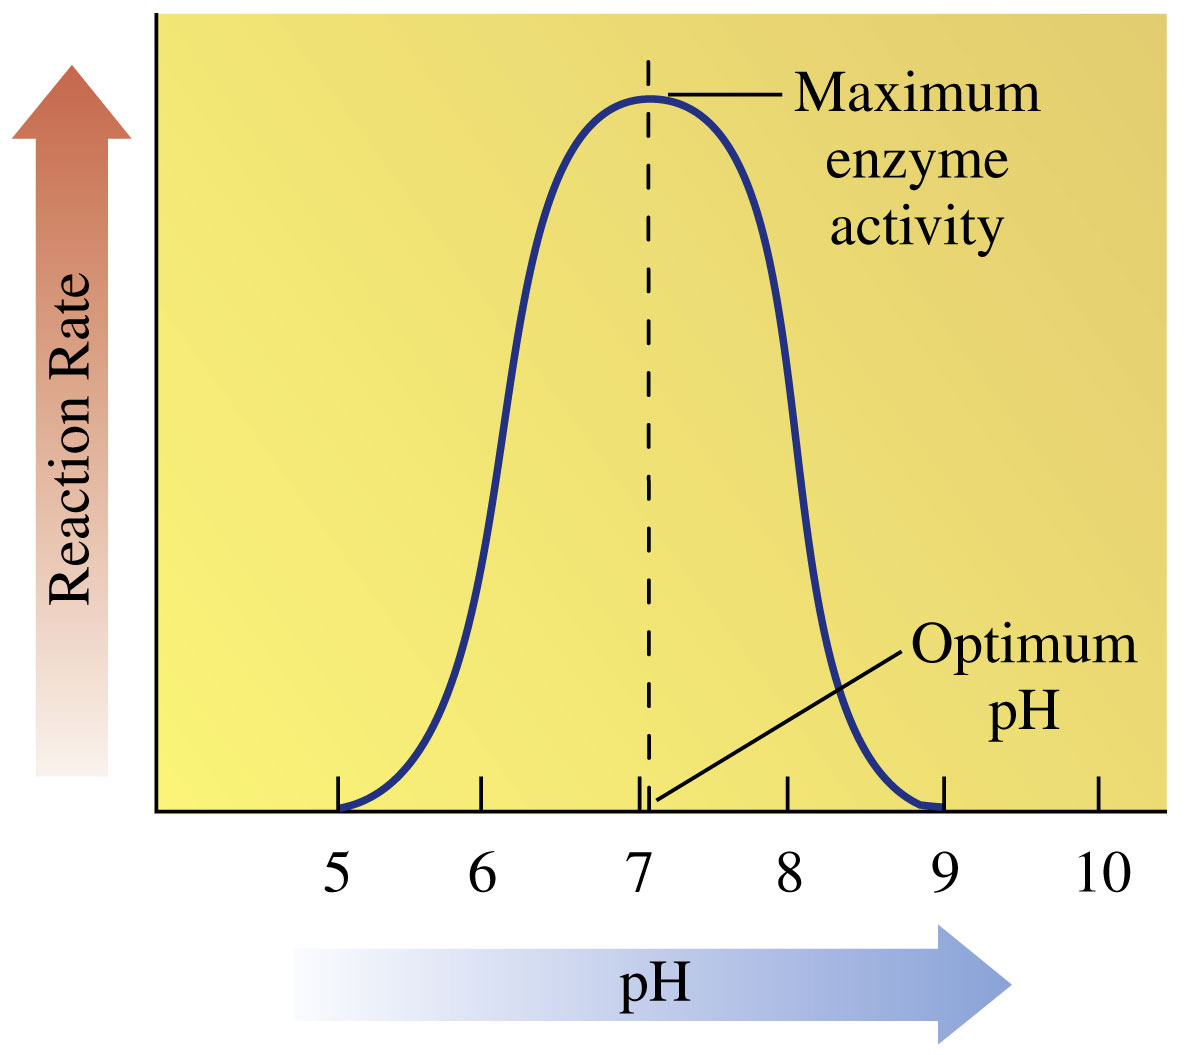 Reaction Rate
Maximum
enzyme
activity
Optimum
pH
5 6 7 8 9 10
pH